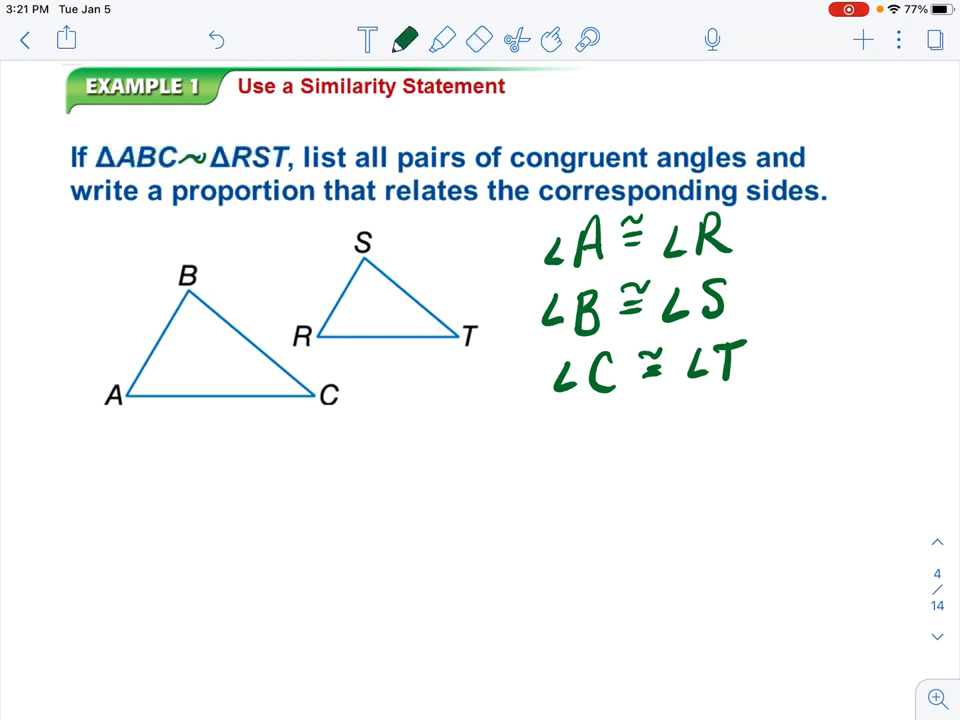 3:21 PM Tue Jan 5
77%
T
EXAMPLE 1 Use a Similarity Statement
If ΔABC~ΔRST, list all pairs of congruent angles and
write a proportion that relates the corresponding sides.
∠A ≅ ∠R
S
B
∠B ≅ ∠S
R T
∠C ≅ ∠T
A C
4
/
14